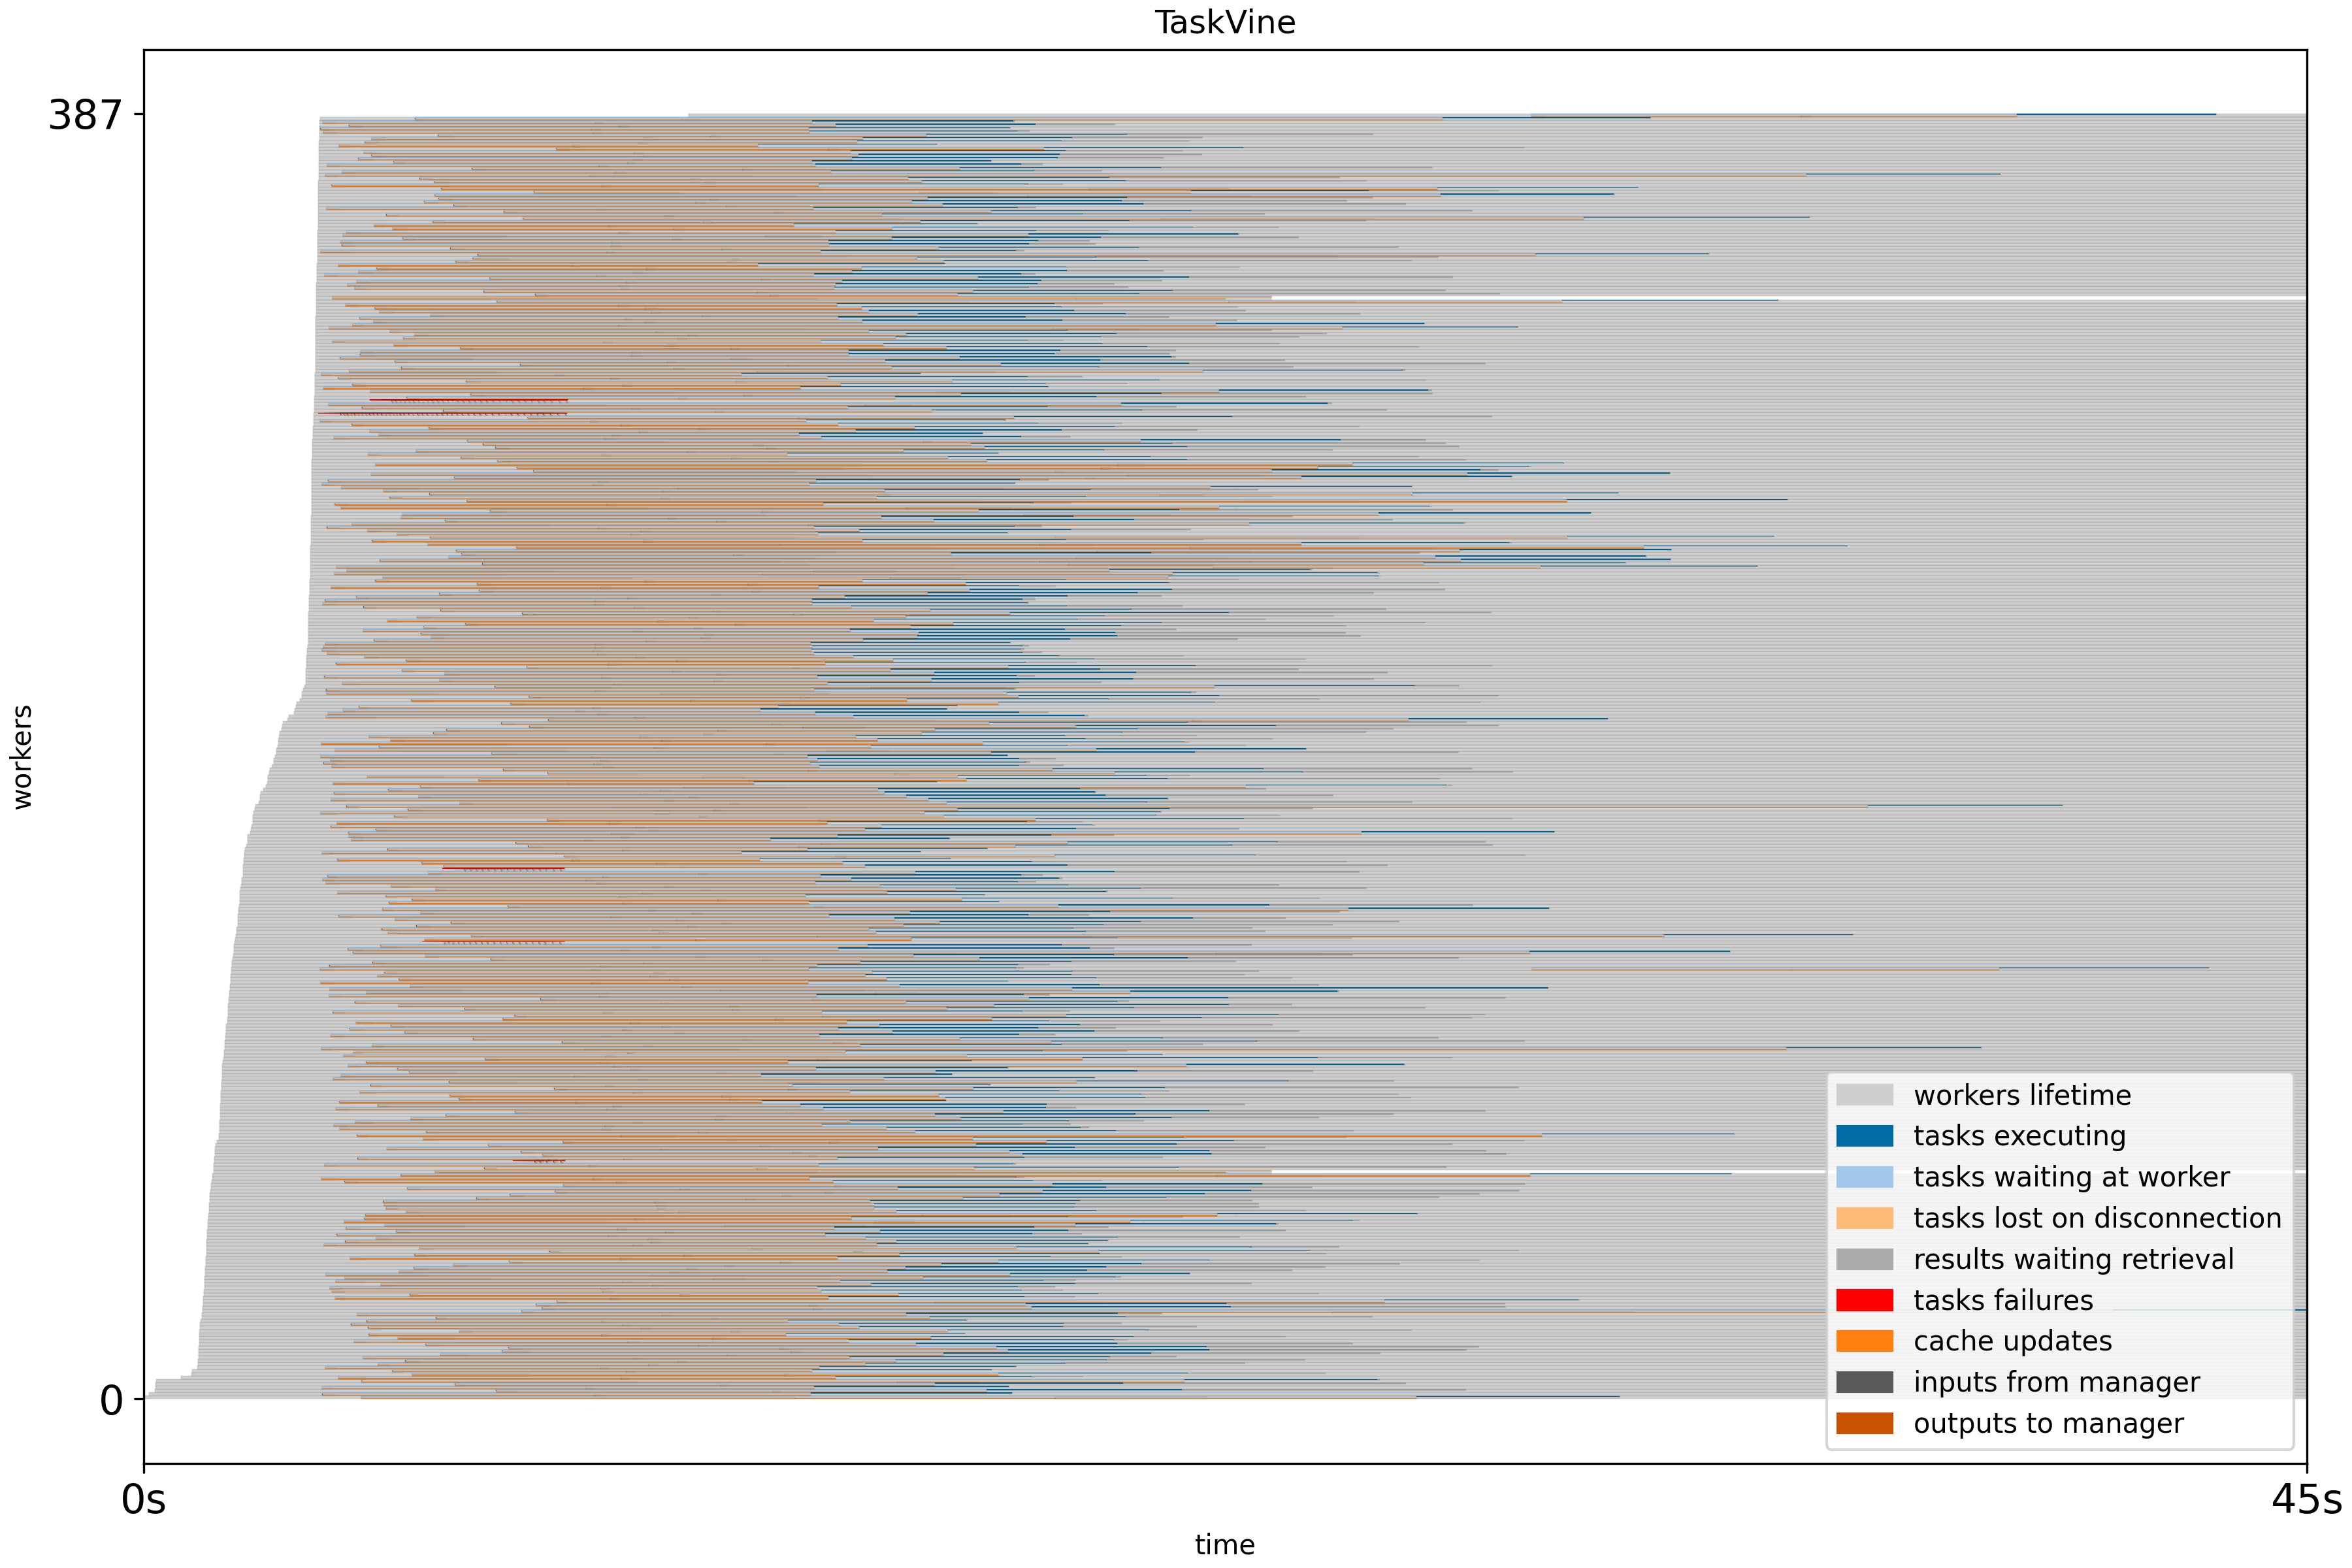 TaskVine
387
workers
0
workers lifetime
tasks executing
tasks waiting at worker
tasks lost on disconnection
results waiting retrieval
tasks failures
cache updates
inputs from manager
outputs to manager
0s
45s
time